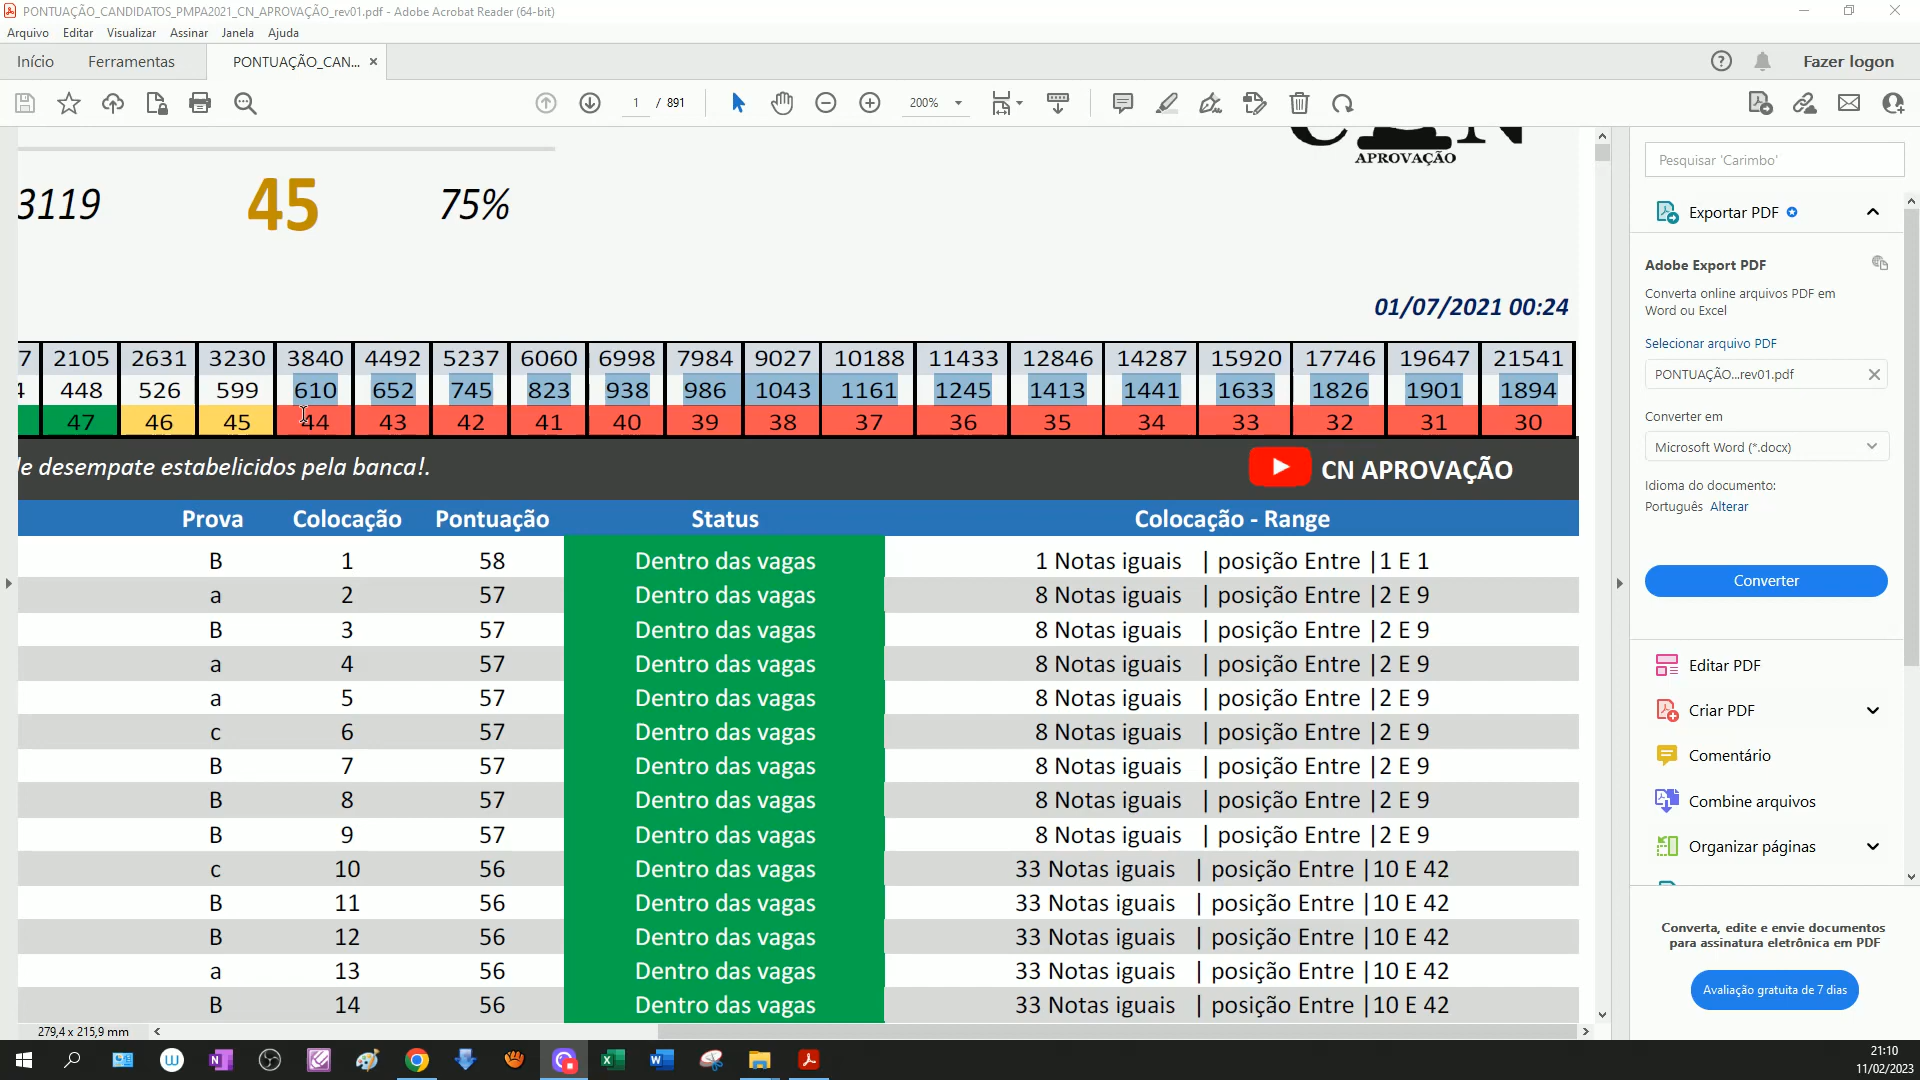 PONTUAÇÃO_CANDIDATOS_PMPA2021_CN_APROVAÇÃO_rev01.pdf - Adobe Acrobat Reader (64-bit)
Arquivo Editar Visualizar Assinar Janela Ajuda
Início Ferramentas PONTUAÇÃO_CAN... × Fazer logon
1 / 891 200%
C N
APROVAÇÃO
3119 45 75%
01/07/2021 00:24
7 2105 2631 3230 3840 4492 5237 6060 6998 7984 9027 10188 11433 12846 14287 15920 17746 19647 21541
4 448 526 599 610 652 745 823 938 986 1043 1161 1245 1413 1441 1633 1826 1901 1894
47 46 45 44 43 42 41 40 39 38 37 36 35 34 33 32 31 30
le desempate estabelicidos pela banca!. CN APROVAÇÃO
Prova Colocação Pontuação Status Colocação - Range
B 1 58 Dentro das vagas 1 Notas iguais | posição Entre |1 E 1
a 2 57 Dentro das vagas 8 Notas iguais | posição Entre |2 E 9
B 3 57 Dentro das vagas 8 Notas iguais | posição Entre |2 E 9
a 4 57 Dentro das vagas 8 Notas iguais | posição Entre |2 E 9
a 5 57 Dentro das vagas 8 Notas iguais | posição Entre |2 E 9
c 6 57 Dentro das vagas 8 Notas iguais | posição Entre |2 E 9
B 7 57 Dentro das vagas 8 Notas iguais | posição Entre |2 E 9
B 8 57 Dentro das vagas 8 Notas iguais | posição Entre |2 E 9
B 9 57 Dentro das vagas 8 Notas iguais | posição Entre |2 E 9
c 10 56 Dentro das vagas 33 Notas iguais | posição Entre |10 E 42
B 11 56 Dentro das vagas 33 Notas iguais | posição Entre |10 E 42
B 12 56 Dentro das vagas 33 Notas iguais | posição Entre |10 E 42
a 13 56 Dentro das vagas 33 Notas iguais | posição Entre |10 E 42
B 14 56 Dentro das vagas 33 Notas iguais | posição Entre |10 E 42
279,4 x 215,9 mm
Pesquisar 'Carimbo'
Exportar PDF
Adobe Export PDF
Converta online arquivos PDF em
Word ou Excel
Selecionar arquivo PDF
PONTUAÇÃO...rev01.pdf
Converter em
Microsoft Word (*.docx)
Idioma do documento:
Português Alterar
Converter
Editar PDF
Criar PDF
Comentário
Combine arquivos
Organizar páginas
Converta, edite e envie documentos
para assinatura eletrônica em PDF
Avaliação gratuita de 7 dias
21:10
11/02/2023